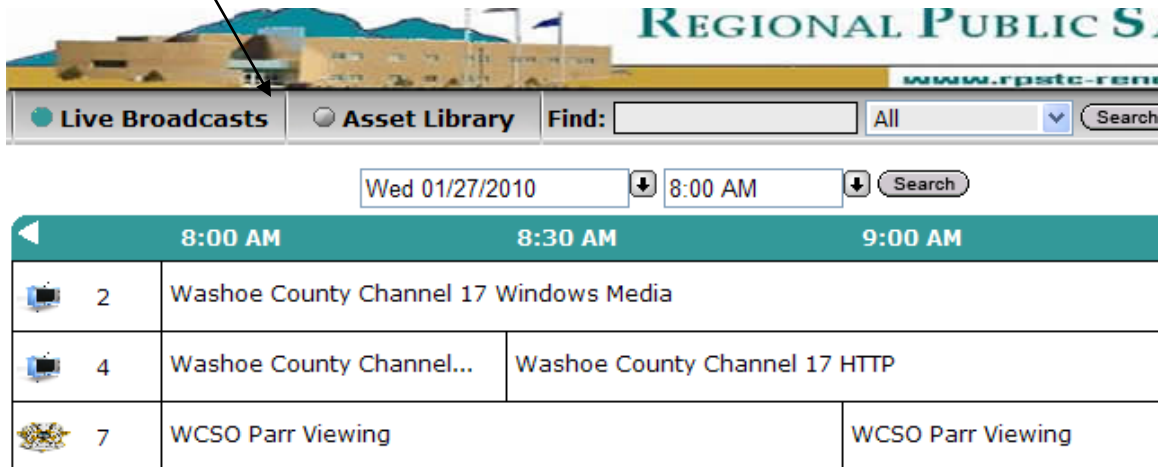 REGIONAL PUBLIC S
www.rpstc-ren
Live Broadcasts Asset Library Find: All Search
Wed 01/27/2010 8:00 AM Search
8:00 AM 8:30 AM 9:00 AM
2 Washoe County Channel 17 Windows Media
4 Washoe County Channel... Washoe County Channel 17 HTTP
7 WCSO Parr Viewing WCSO Parr Viewing